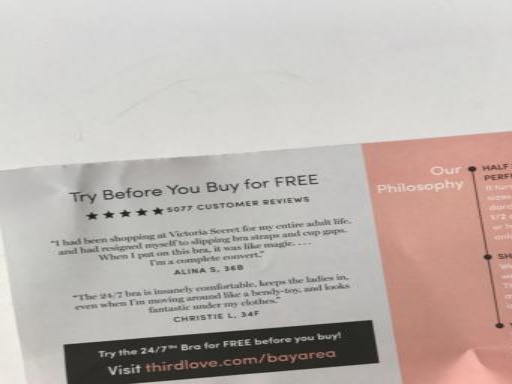 Try Before You Buy for FREE
★★★★★ 5077 CUSTOMER REVIEWS
"I had been shopping at Victoria Secret for my entire adult life,
and had resigned myself to slipping bra straps and cup gaps.
When I put on this bra, it was like magic. . . .
I'm a complete convert."
ALINA S, 36B
"The 24/7 bra is insanely comfortable, keeps the ladies in,
even when I'm moving around like a bendy-toy, and looks
fantastic under my clothes."
CHRISTIE L, 34F
Try the 24/7™ Bra for FREE before you buy!
Visit thirdlove.com/bayarea
Our
Philosophy
HALF